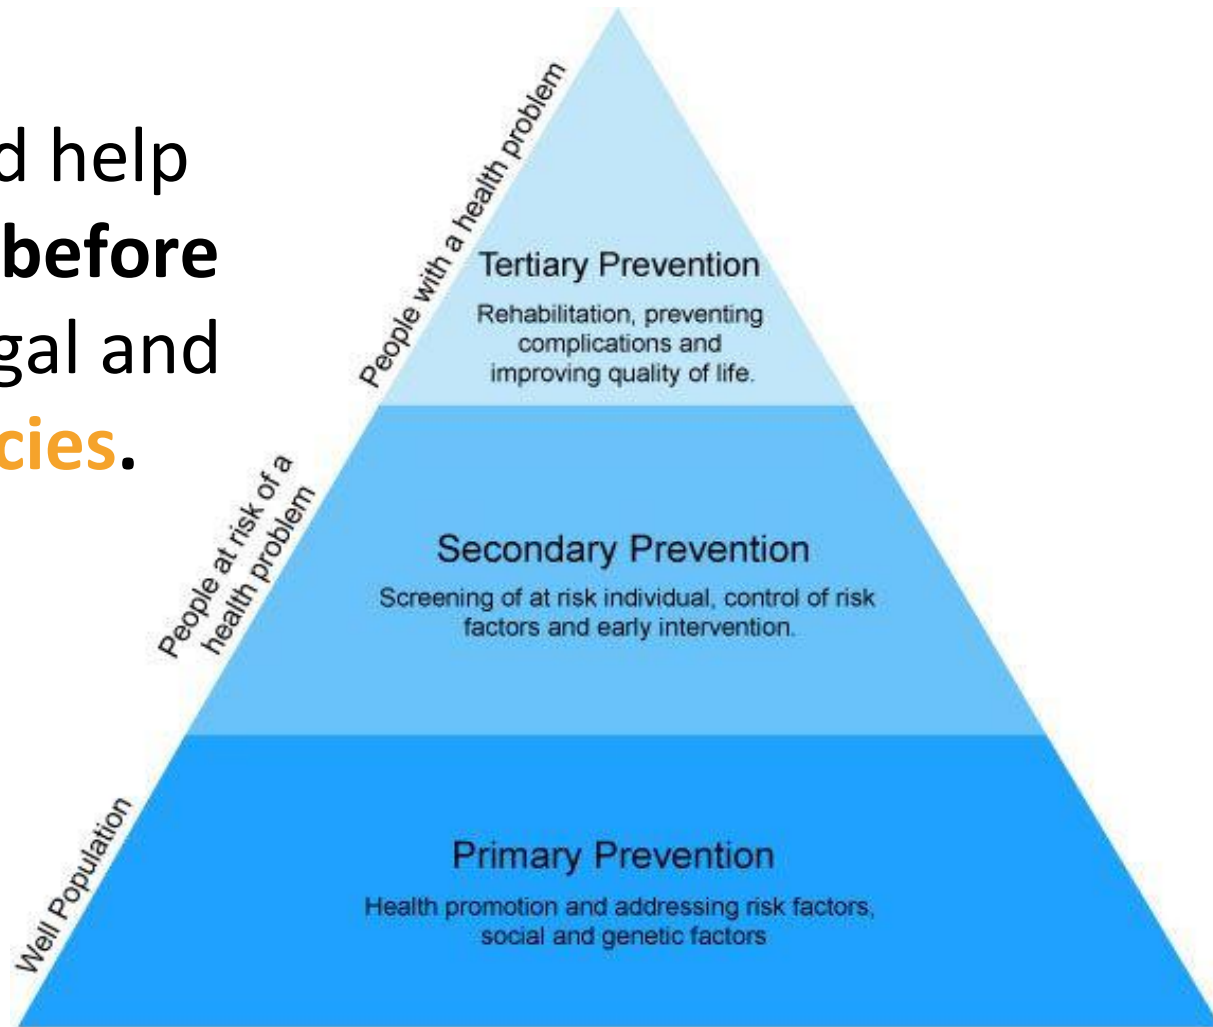 d help
before
gal and
cies.
People with a health problem
Tertiary Prevention
Rehabilitation, preventing
complications and
improving quality of life.
People at risk of a
health problem
Secondary Prevention
Screening of at risk individual, control of risk
factors and early intervention.
Well Population
Primary Prevention
Health promotion and addressing risk factors,
social and genetic factors